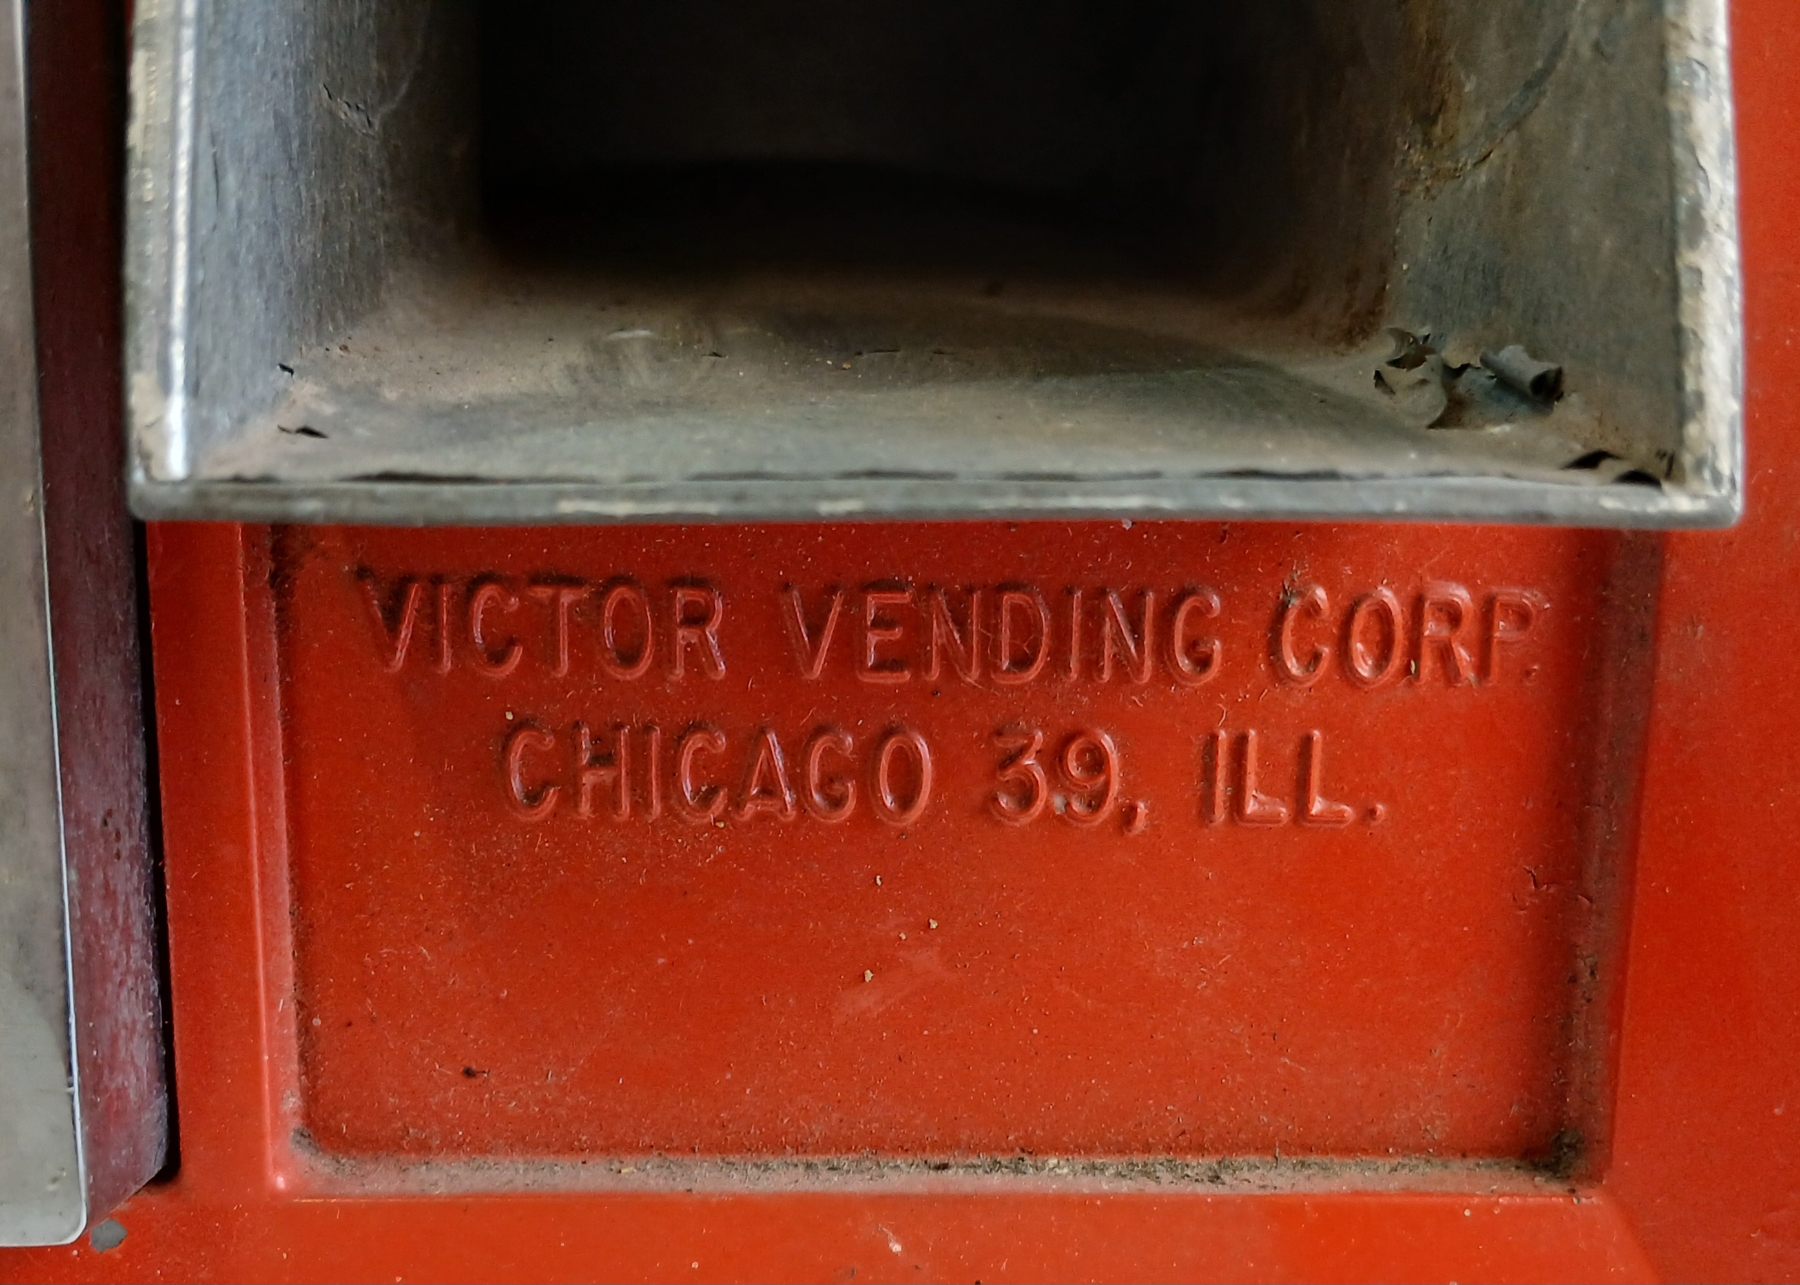 VICTOR VENDING CORP.
CHICAGO 39, ILL.